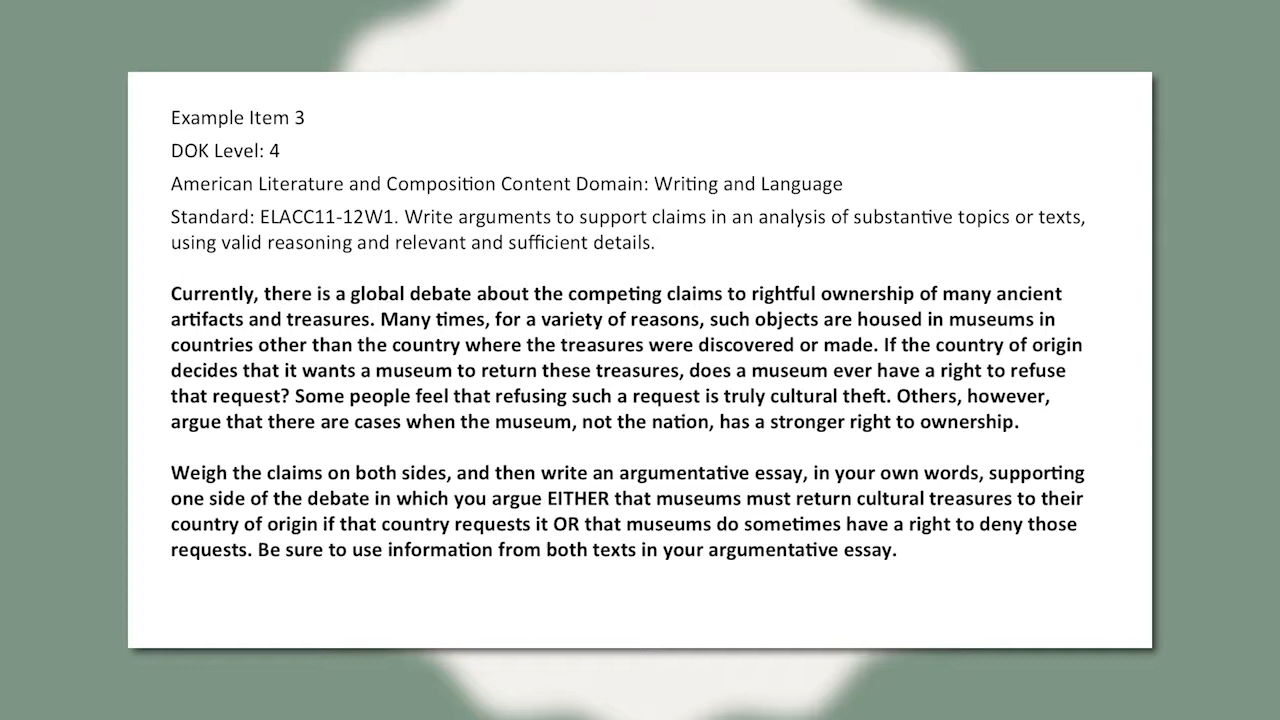 Example Item 3
DOK Level: 4
American Literature and Composition Content Domain: Writing and Language
Standard: ELACC11-12W1. Write arguments to support claims in an analysis of substantive topics or texts,
using valid reasoning and relevant and sufficient details.
Currently, there is a global debate about the competing claims to rightful ownership of many ancient
artifacts and treasures. Many times, for a variety of reasons, such objects are housed in museums in
countries other than the country where the treasures were discovered or made. If the country of origin
decides that it wants a museum to return these treasures, does a museum ever have a right to refuse
that request? Some people feel that refusing such a request is truly cultural theft. Others, however,
argue that there are cases when the museum, not the nation, has a stronger right to ownership.
Weigh the claims on both sides, and then write an argumentative essay, in your own words, supporting
one side of the debate in which you argue EITHER that museums must return cultural treasures to their
country of origin if that country requests it OR that museums do sometimes have a right to deny those
requests. Be sure to use information from both texts in your argumentative essay.